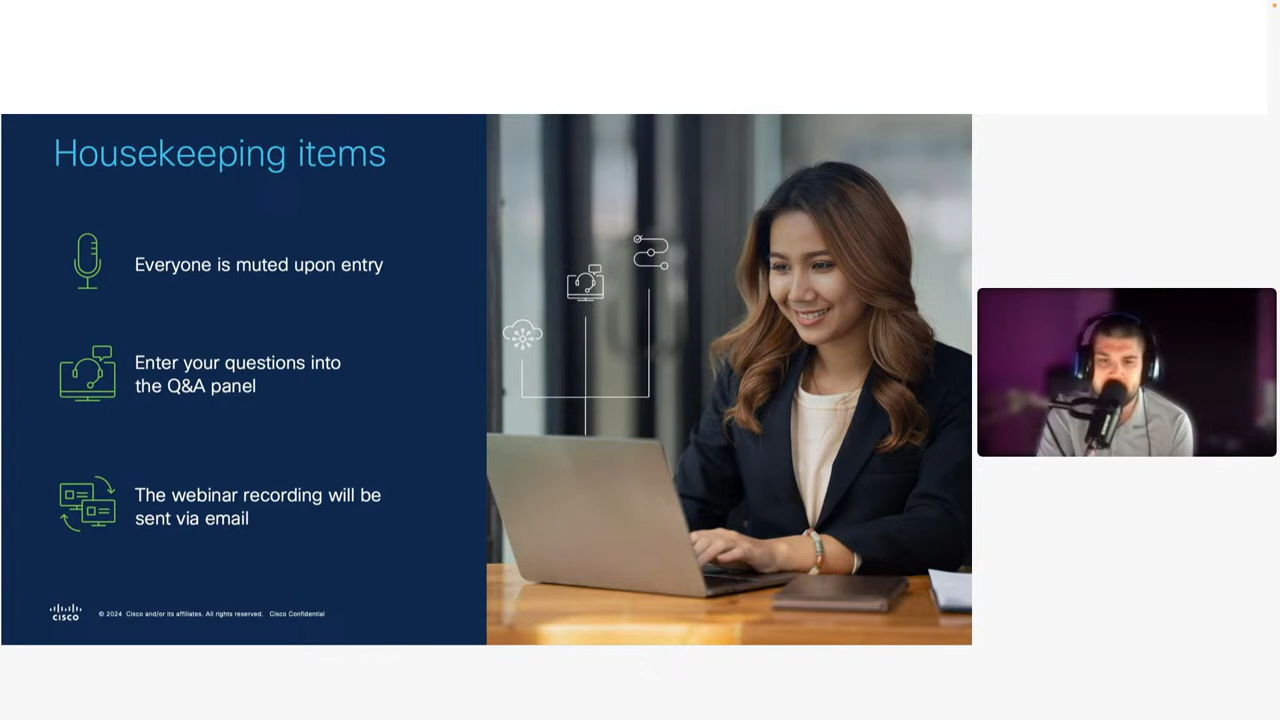 Housekeeping items
Everyone is muted upon entry
Enter your questions into
the Q&A panel
The webinar recording will be
sent via email
CISCO
© 2024 Cisco and/or its affiliates. All rights reserved. Cisco Confidential